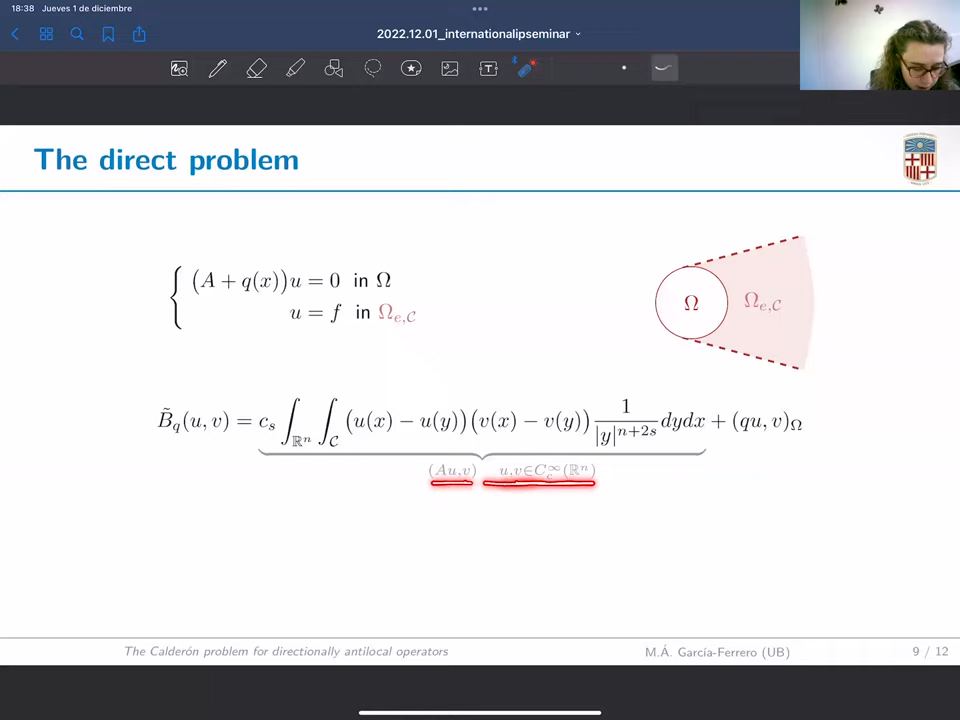 18:38 Jueves 1 de diciembre
2022.12.01_internationalipseminar
The direct problem
(A + q(x))u = 0 in Ω
u = f in Ω_{e,C}
Ω Ω_{e,C}
B̃_q(u, v) = c_s ∫_{ℝⁿ} ∫_C (u(x) − u(y))(v(x) − v(y)) 1/|y|^{n+2s} dydx + (qu, v)_Ω
(Au,v) u,v∈C_c^∞(ℝⁿ)
The Calderón problem for directionally antilocal operators M.Á. García-Ferrero (UB) 9 / 12